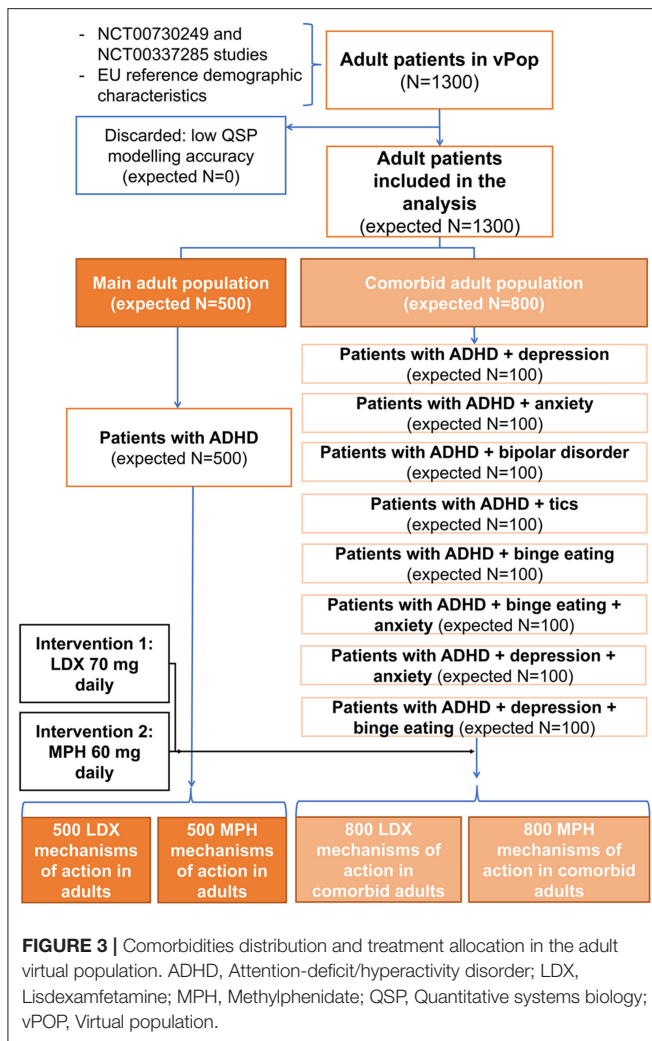 - NCT00730249 and
NCT00337285 studies
- EU reference demographic
characteristics
Adult patients in vPop
(N=1300)
Discarded: low QSP
modelling accuracy
(expected N=0)
Adult patients
included in the
analysis
(expected N=1300)
Main adult population
(expected N=500)
Comorbid adult population
(expected N=800)
Patients with ADHD + depression
(expected N=100)
Patients with ADHD + anxiety
(expected N=100)
Patients with ADHD + bipolar disorder
(expected N=100)
Patients with ADHD + tics
(expected N=100)
Patients with ADHD + binge eating
(expected N=100)
Patients with ADHD + binge eating +
anxiety (expected N=100)
Patients with ADHD + depression +
anxiety (expected N=100)
Patients with ADHD + depression +
binge eating (expected N=100)
Patients with ADHD
(expected N=500)
Intervention 1:
LDX 70 mg
daily
Intervention 2:
MPH 60 mg
daily
500 LDX
mechanisms
of action in
adults
500 MPH
mechanisms
of action in
adults
800 LDX
mechanisms of
action in
comorbid adults
800 MPH
mechanisms of
action in comorbid
adults
FIGURE 3 | Comorbidities distribution and treatment allocation in the adult
virtual population. ADHD, Attention-deficit/hyperactivity disorder; LDX,
Lisdexamfetamine; MPH, Methylphenidate; QSP, Quantitative systems biology;
vPOP, Virtual population.